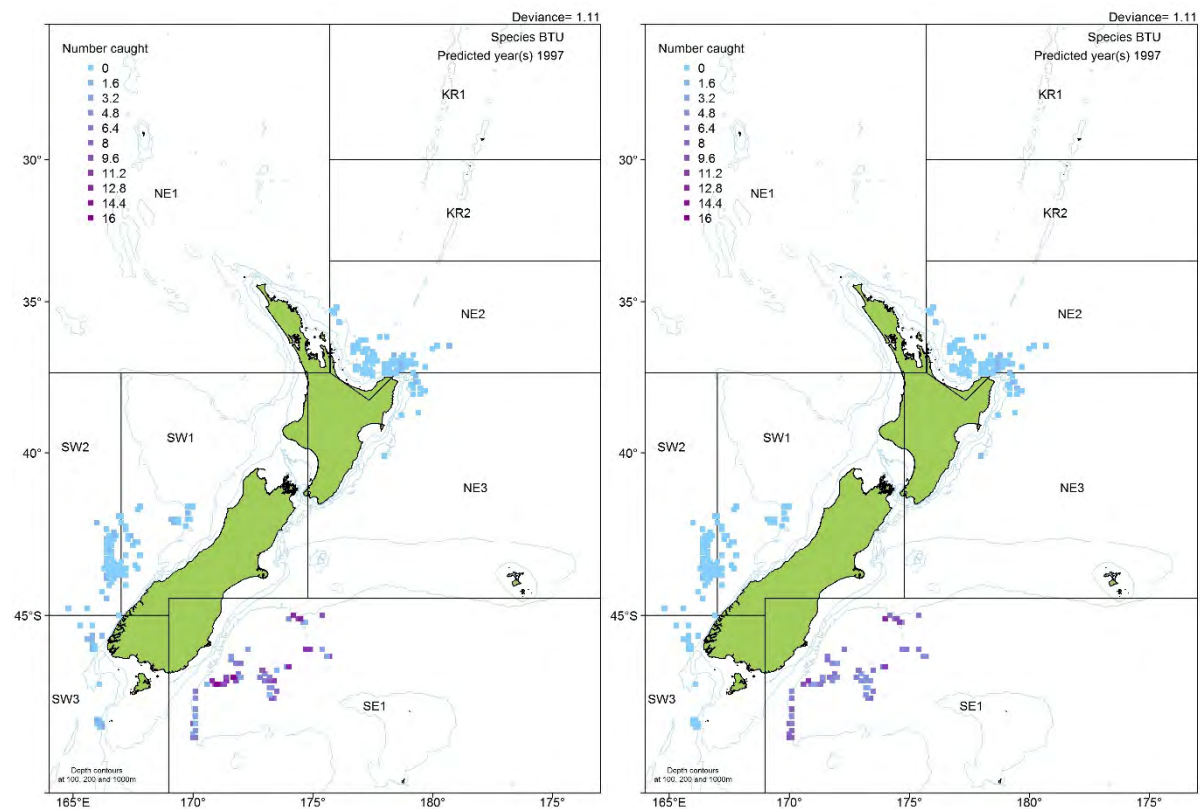 Deviance= 1.11
Species BTU
Predicted year(s) 1997
Number caught
0
1.6
3.2
4.8
6.4
8
9.6
11.2
12.8
14.4
16
KR1
30°
NE1
KR2
35°
NE2
SW2
SW1
40°
NE3
45°S
SW3
SE1
Depth contours
at 100, 200 and 1000m
165°E
170°
175°
180°
175°
Deviance= 1.11
Species BTU
Predicted year(s) 1997
Number caught
0
1.6
3.2
4.8
6.4
8
9.6
11.2
12.8
14.4
16
KR1
30°
NE1
KR2
35°
NE2
SW2
SW1
40°
NE3
45°S
SW3
SE1
Depth contours
at 100, 200 and 1000m
165°E
170°
175°
180°
175°